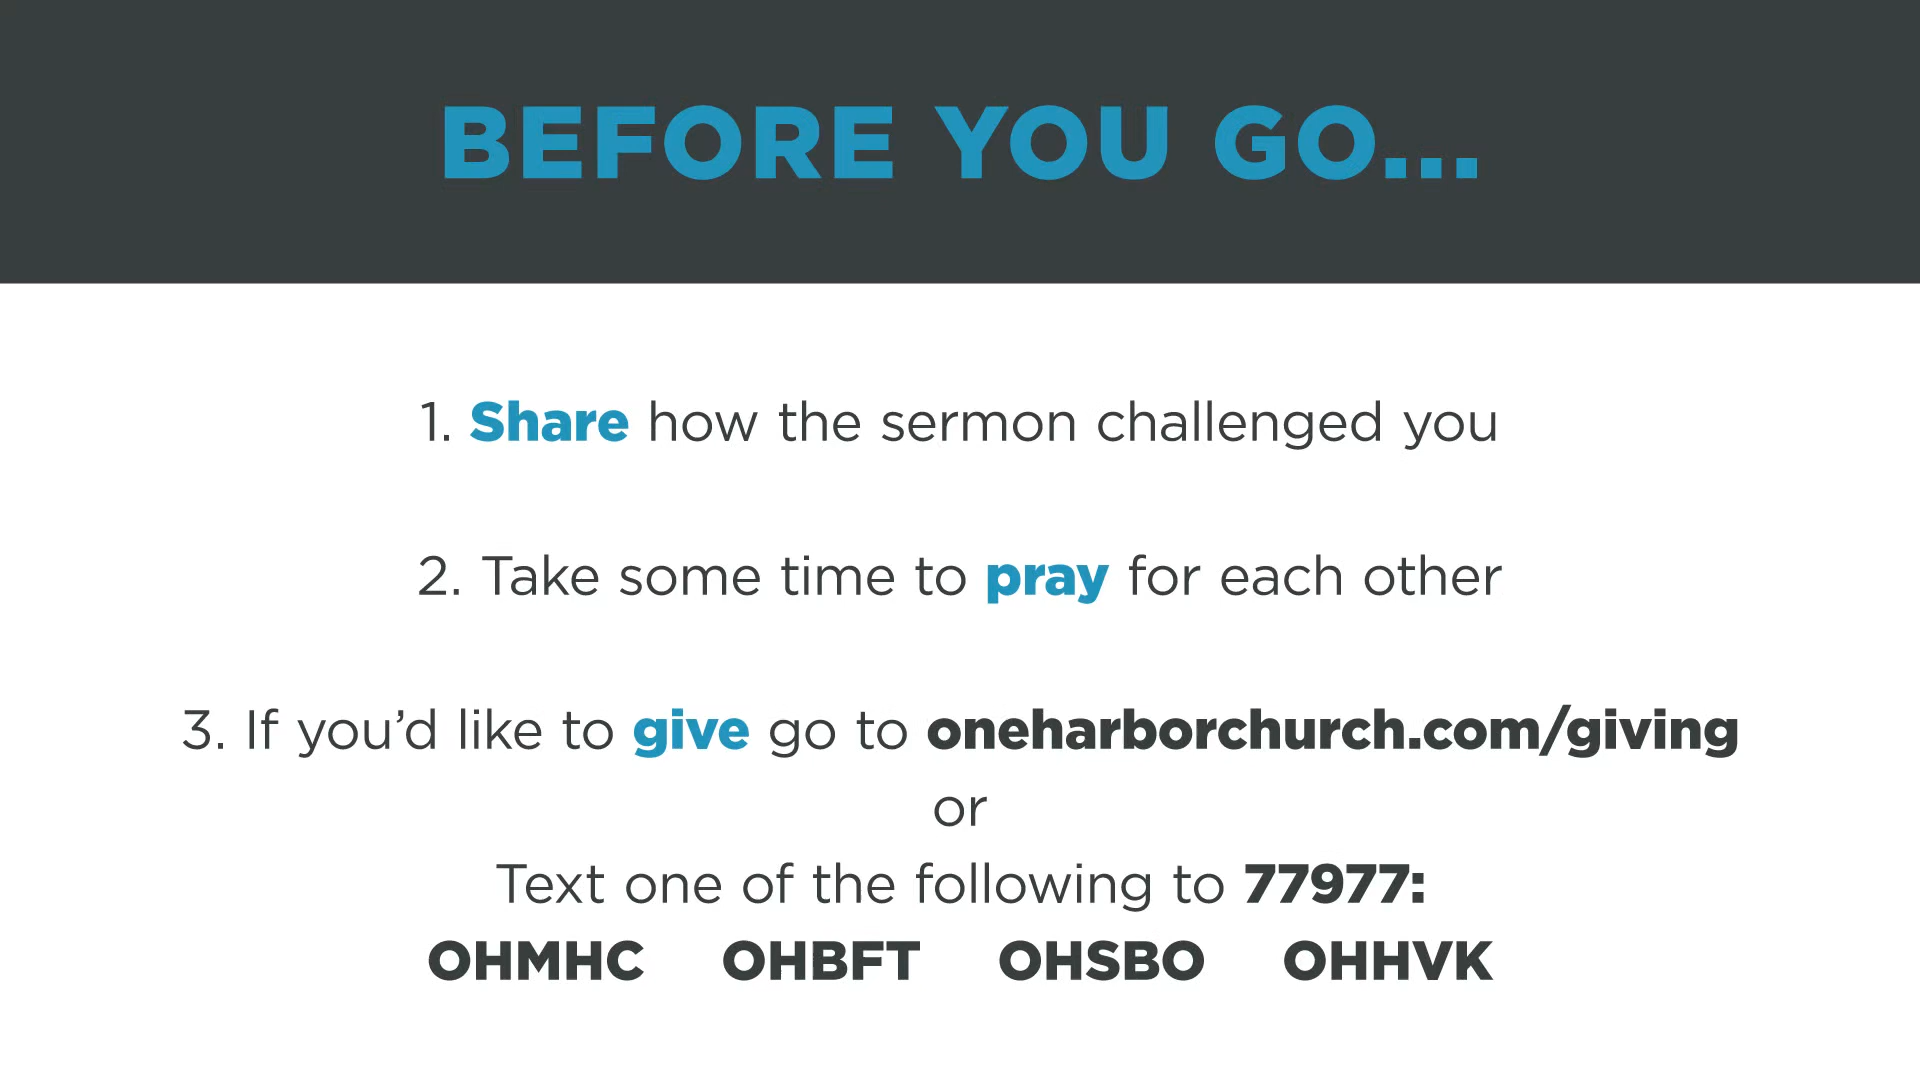 BEFORE YOU GO...
1. Share how the sermon challenged you
2. Take some time to pray for each other
3. If you’d like to give go to oneharborchurch.com/giving
or
Text one of the following to 77977:
OHMHC OHBFT OHSBO OHHVK